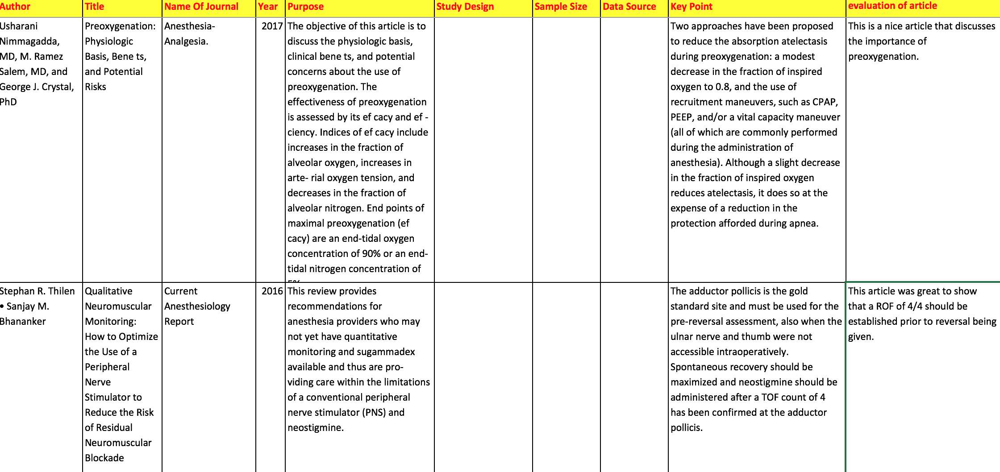 Author
Title
Name Of Journal
Year
Purpose
Study Design
Sample Size
Data Source
Key Point
evaluation of article
Usharani
Nimmagadda,
MD, M. Ramez
Salem, MD, and
George J. Crystal,
PhD
Preoxygenation:
Physiologic
Basis, Bene ts,
and Potential
Risks
Anesthesia-
Analgesia.
2017
The objective of this article is to
discuss the physiologic basis,
clinical bene ts, and potential
concerns about the use of
preoxygenation. The
effectiveness of preoxygenation
is assessed by its ef cacy and ef -
ciency. Indices of ef cacy include
increases in the fraction of
alveolar oxygen, increases in
arte- rial oxygen tension, and
decreases in the fraction of
alveolar nitrogen. End points of
maximal preoxygenation (ef
cacy) are an end-tidal oxygen
concentration of 90% or an end-
tidal nitrogen concentration of
Two approaches have been proposed
to reduce the absorption atelectasis
during preoxygenation: a modest
decrease in the fraction of inspired
oxygen to 0.8, and the use of
recruitment maneuvers, such as CPAP,
PEEP, and/or a vital capacity maneuver
(all of which are commonly performed
during the administration of
anesthesia). Although a slight decrease
in the fraction of inspired oxygen
reduces atelectasis, it does so at the
expense of a reduction in the
protection afforded during apnea.
This is a nice article that discusses
the importance of
preoxygenation.
Stephan R. Thilen
• Sanjay M.
Bhananker
Qualitative
Neuromuscular
Monitoring:
How to Optimize
the Use of a
Peripheral
Nerve
Stimulator to
Reduce the Risk
of Residual
Neuromuscular
Blockade
Current
Anesthesiology
Report
2016
This review provides
recommendations for
anesthesia providers who may
not yet have quantitative
monitoring and sugammadex
available and thus are pro-
viding care within the limitations
of a conventional peripheral
nerve stimulator (PNS) and
neostigmine.
The adductor pollicis is the gold
standard site and must be used for the
pre-reversal assessment, also when the
ulnar nerve and thumb were not
accessible intraoperatively.
Spontaneous recovery should be
maximized and neostigmine should be
administered after a TOF count of 4
has been confirmed at the adductor
pollicis.
This article was great to show
that a ROF of 4/4 should be
established prior to reversal being
given.